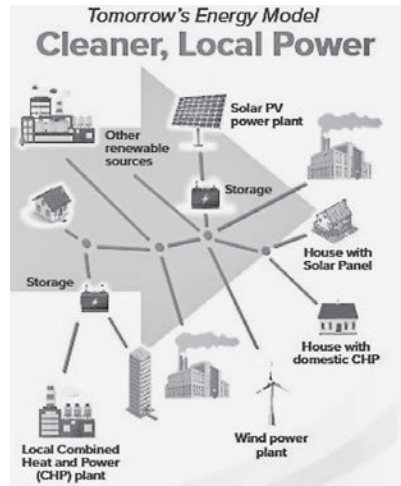 Tomorrow's Energy Model
Cleaner, Local Power
Solar PV
power plant
Other
renewable
sources
Storage
House with
Solar Panel
Storage
House with
domestic CHP
Wind power
plant
Local Combined
Heat and Power
(CHP) plant